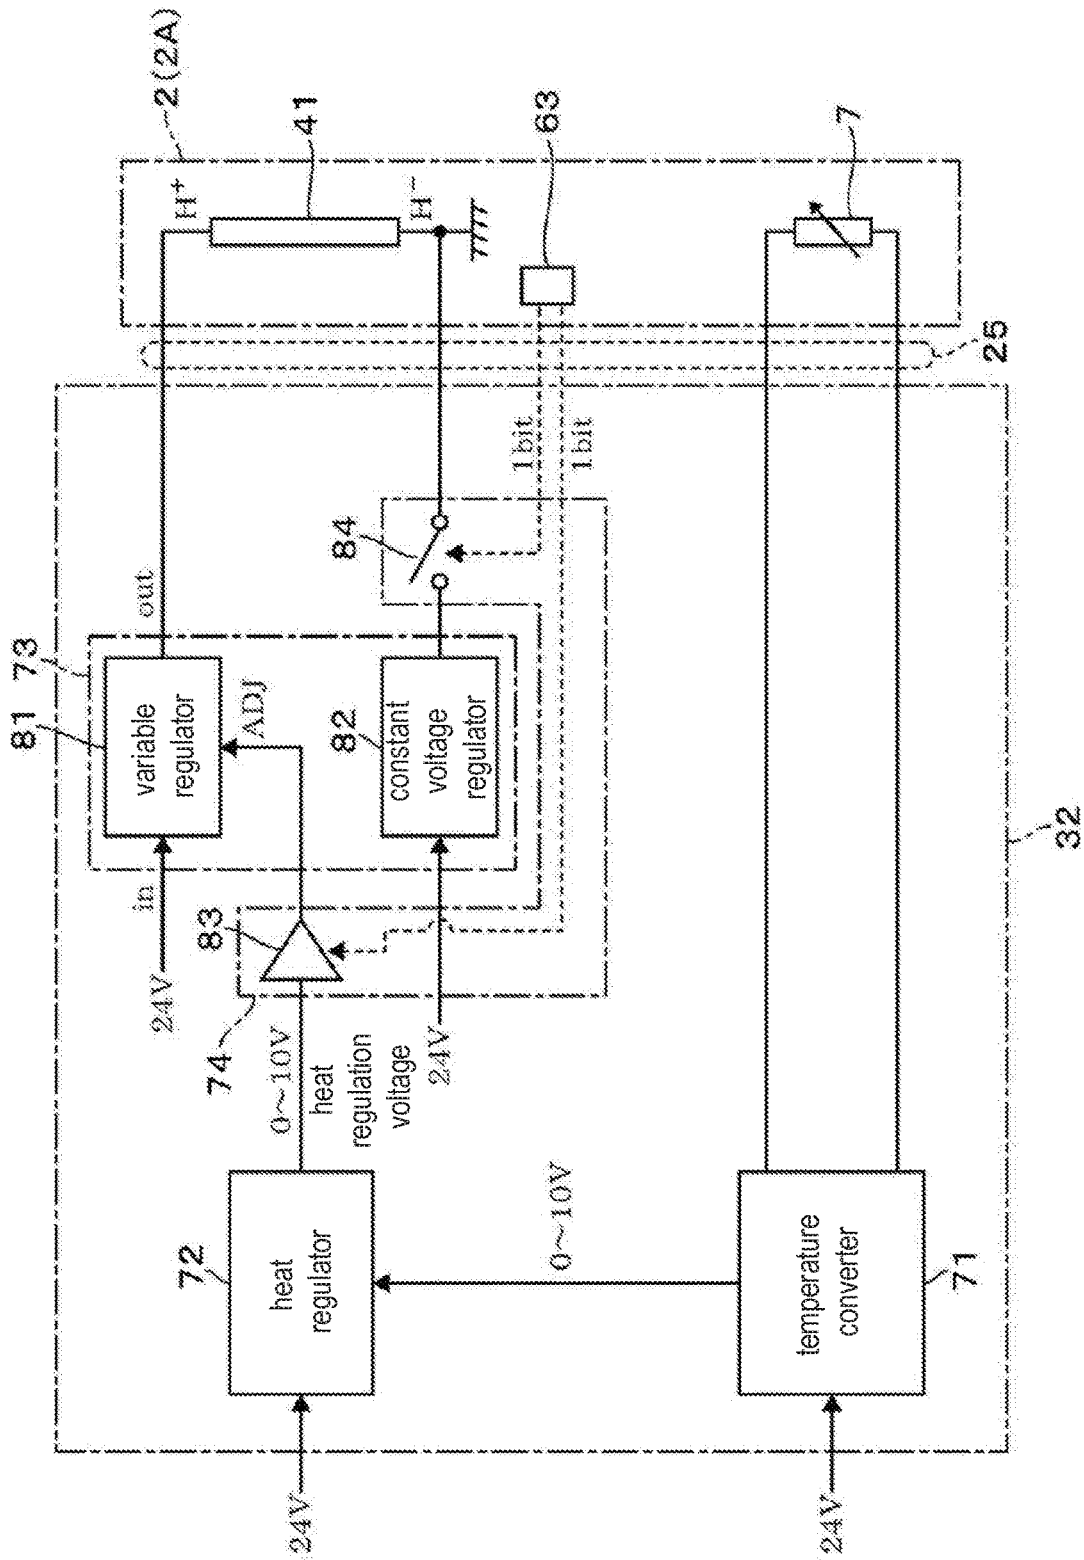 2(2A)
H+
41
H−
63
7
25
1bit
1bit
84
out
73
81
variable
regulator
ADJ
82
constant
voltage
regulator
in
24V
83
74
24V
0~10V
heat
regulation
voltage
32
72
heat
regulator
0~10V
temperature
converter
71
24V
24V